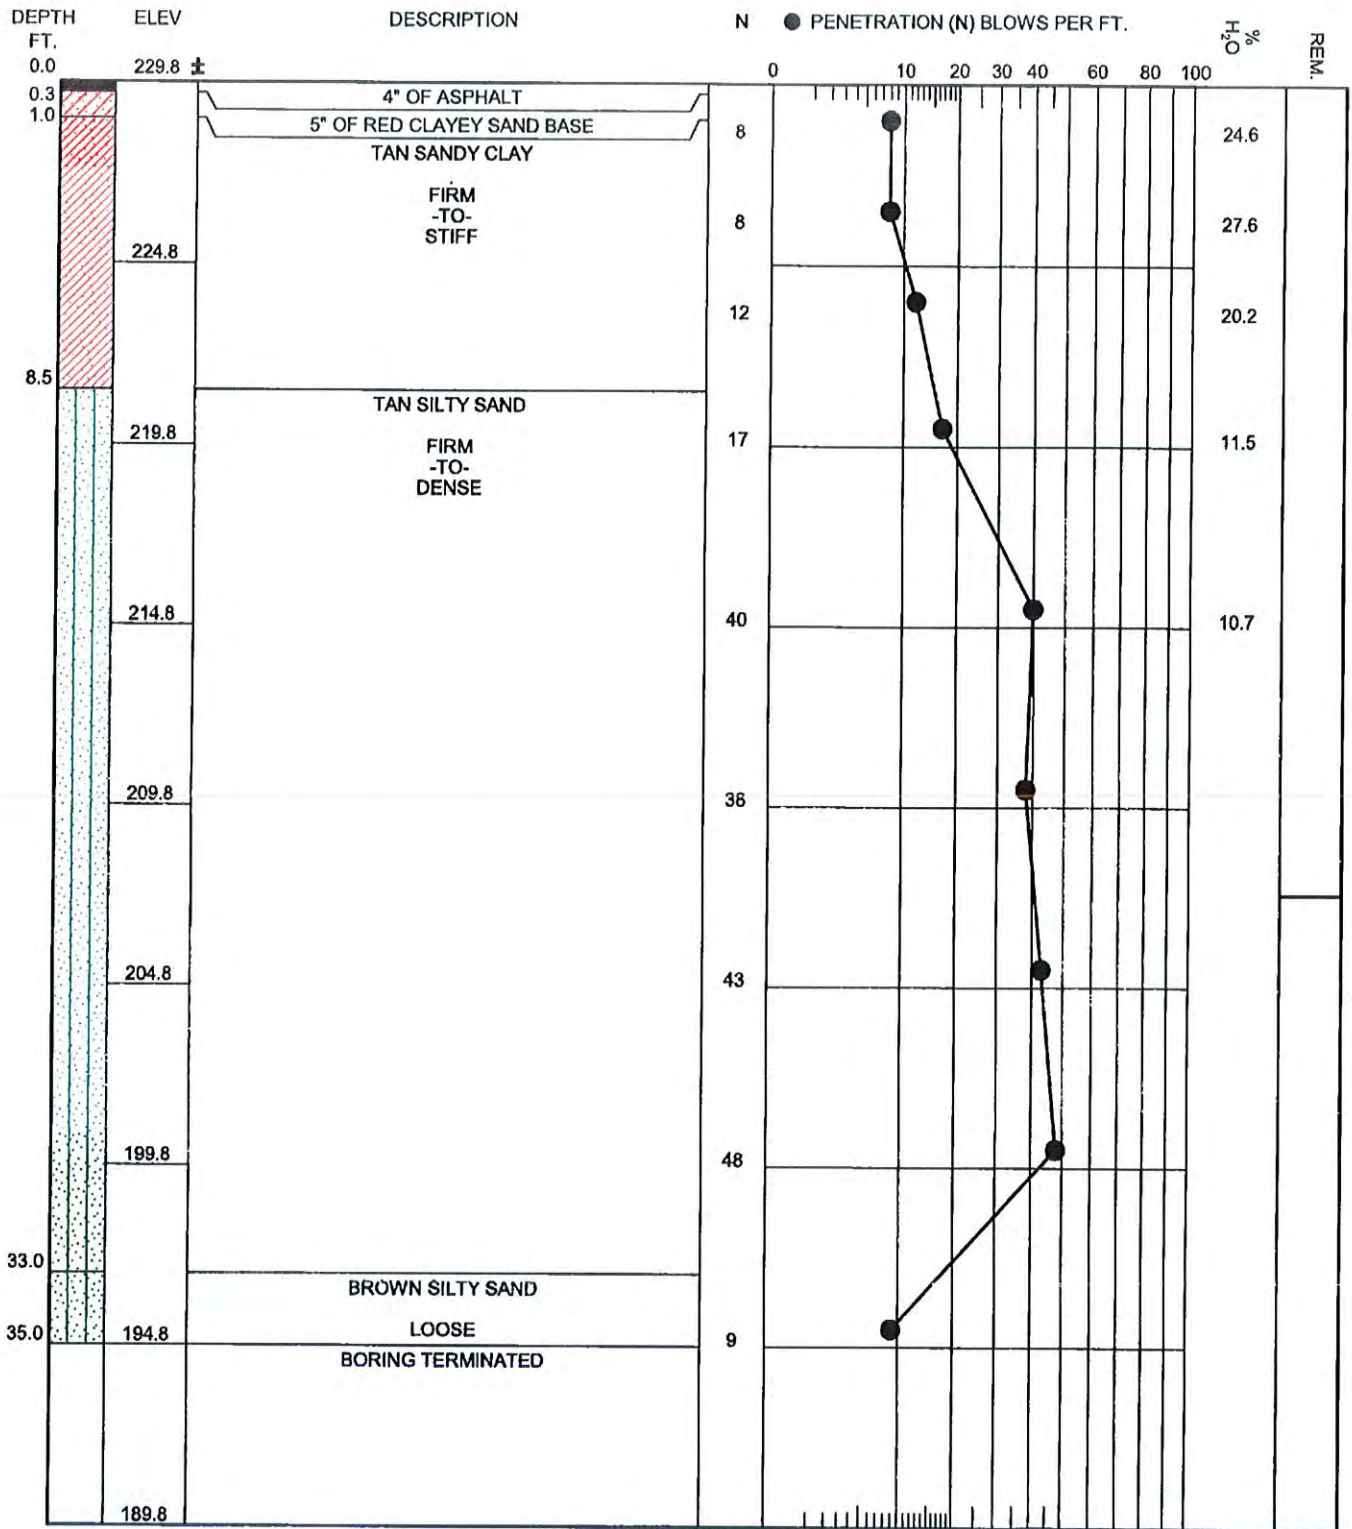 DEPTH ELEV DESCRIPTION N PENETRATION (N) BLOWS PER FT. % H₂O REM.
FT.
0.0 229.8 ± 0 10 20 30 40 60 80 100
0.3 4" OF ASPHALT
1.0 5" OF RED CLAYEY SAND BASE 8 24.6
TAN SANDY CLAY
FIRM
-TO- 8 27.6
STIFF
224.8
12 20.2
8.5
TAN SILTY SAND
219.8 FIRM 17 11.5
-TO-
DENSE
214.8 40 10.7
209.8 38
204.8 43
199.8 48
33.0
BROWN SILTY SAND
35.0 194.8 LOOSE 9
BORING TERMINATED
189.8